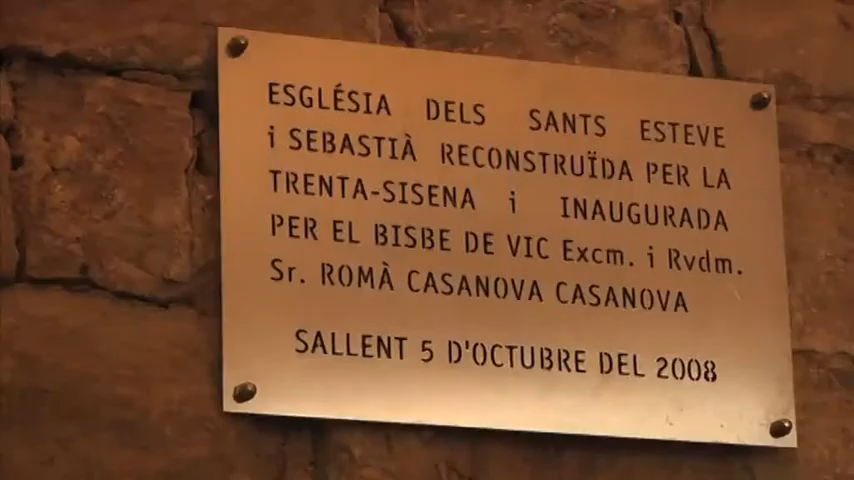 ESGLÉSIA DELS SANTS ESTEVE
i SEBASTIÀ RECONSTRUÏDA PER LA
TRENTA-SISENA i INAUGURADA
PER EL BISBE DE VIC Excm. i Rvdm.
Sr. ROMÀ CASANOVA CASANOVA
SALLENT 5 D'OCTUBRE DEL 2008